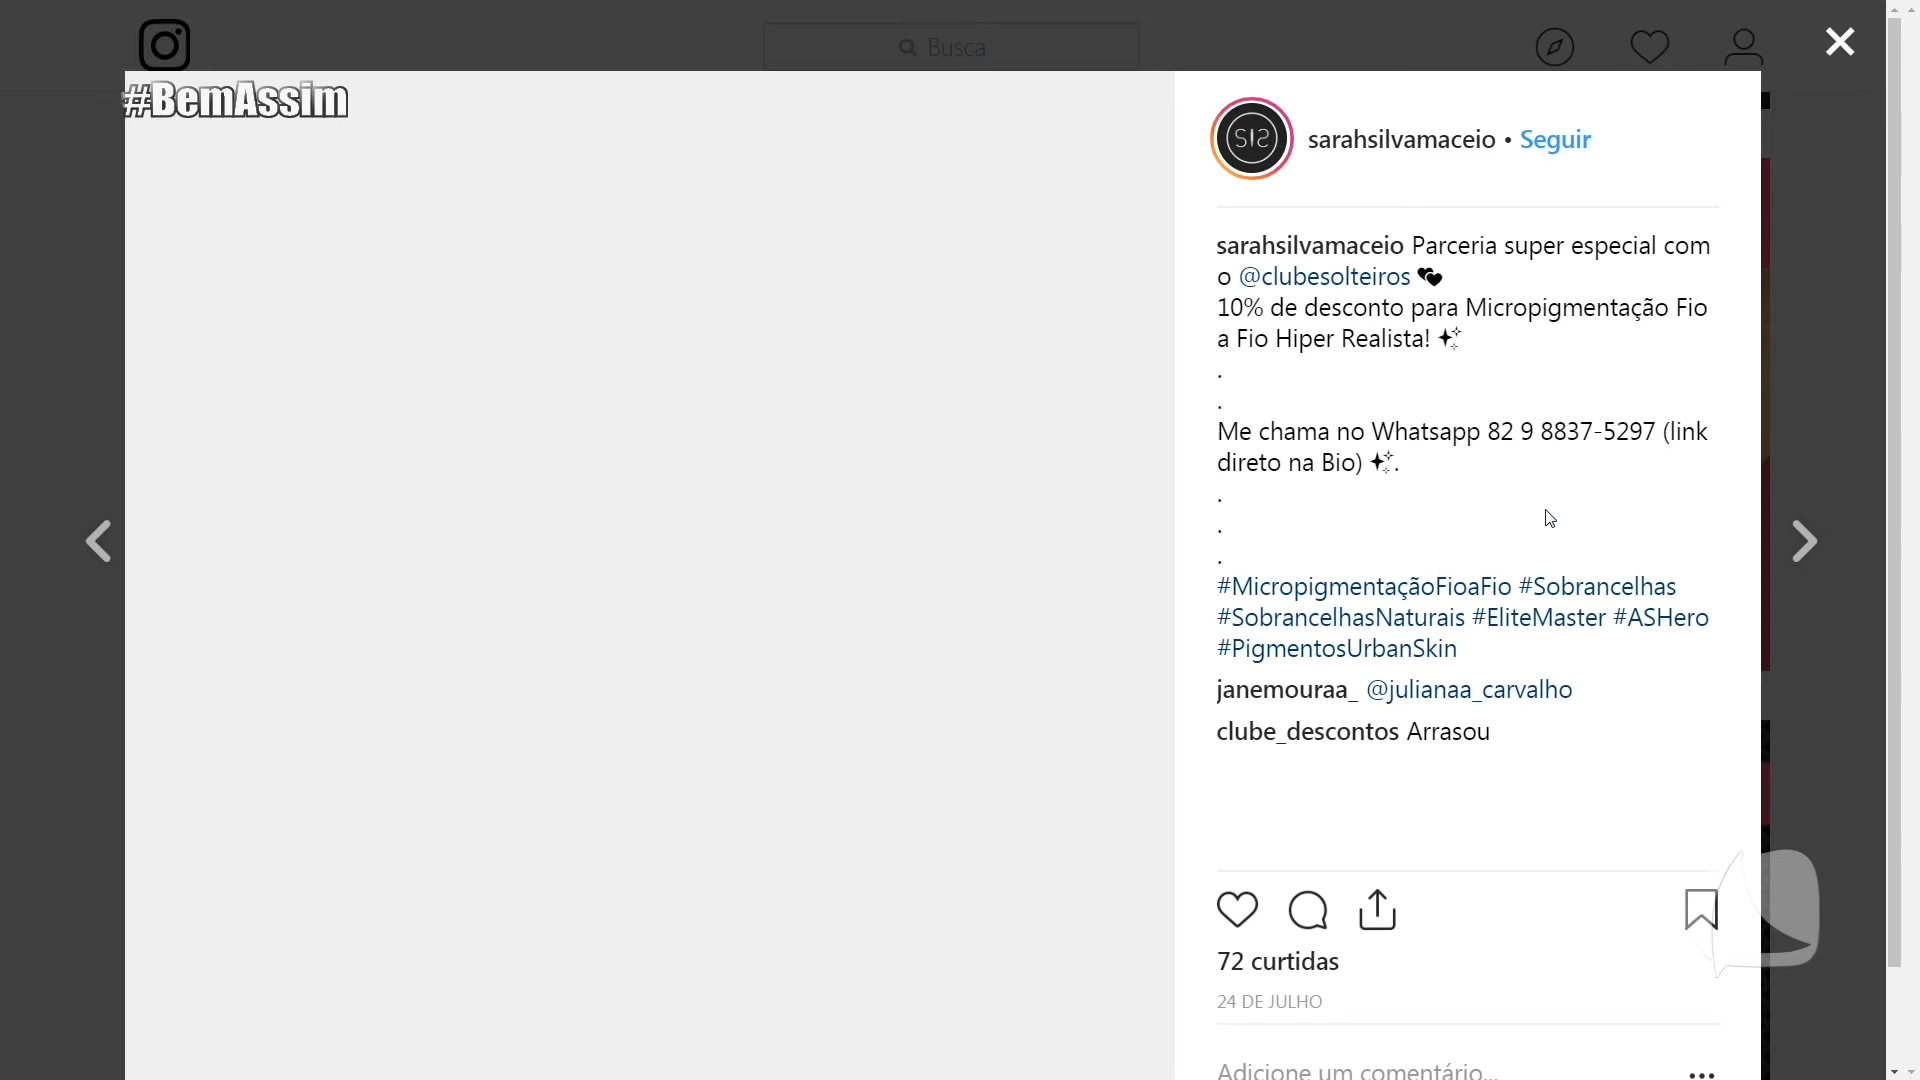 Busca
#BemAssim
SIS
sarahsilvamaceio • Seguir
sarahsilvamaceio Parceria super especial com
o @clubesolteiros
10% de desconto para Micropigmentação Fio
a Fio Hiper Realista!
.
.
Me chama no Whatsapp 82 9 8837-5297 (link
direto na Bio) .
.
.
.
#MicropigmentaçãoFioaFio #Sobrancelhas
#SobrancelhasNaturais #EliteMaster #ASHero
#PigmentosUrbanSkin
janemouraa_ @julianaa_carvalho
clube_descontos Arrasou
72 curtidas
24 DE JULHO
Adicione um comentário...